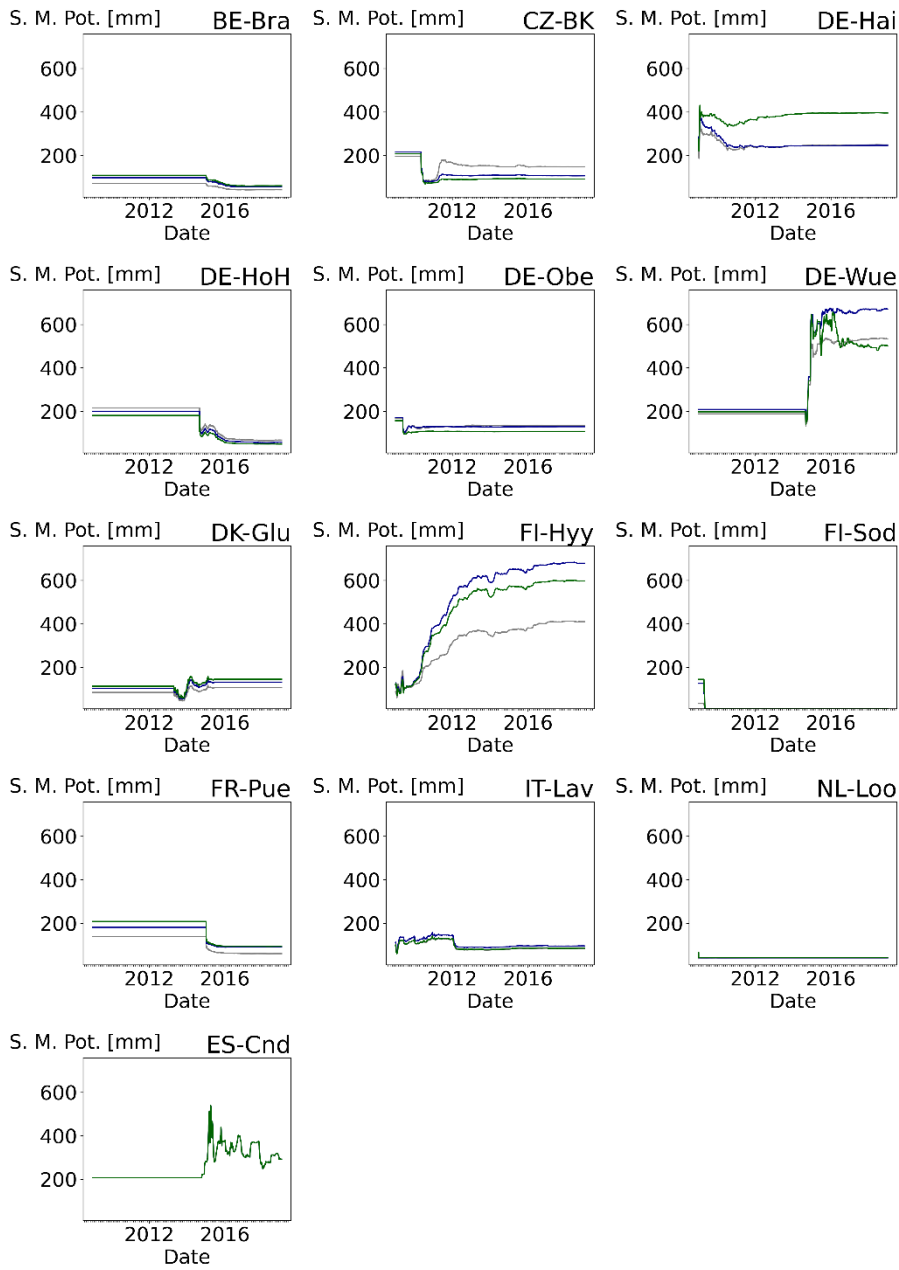 S. M. Pot. [mm] BE-Bra S. M. Pot. [mm] CZ-BK S. M. Pot. [mm] DE-Hai
600 600 600
400 400 400
200 200 200
2012 2016 2012 2016 2012 2016
Date Date Date
S. M. Pot. [mm] DE-HoH S. M. Pot. [mm] DE-Obe S. M. Pot. [mm] DE-Wue
600 600 600
400 400 400
200 200 200
2012 2016 2012 2016 2012 2016
Date Date Date
S. M. Pot. [mm] DK-Glu S. M. Pot. [mm] FI-Hyy S. M. Pot. [mm] FI-Sod
600 600 600
400 400 400
200 200 200
2012 2016 2012 2016 2012 2016
Date Date Date
S. M. Pot. [mm] FR-Pue S. M. Pot. [mm] IT-Lav S. M. Pot. [mm] NL-Loo
600 600 600
400 400 400
200 200 200
2012 2016 2012 2016 2012 2016
Date Date Date
S. M. Pot. [mm] ES-Cnd
600
400
200
2012 2016
Date